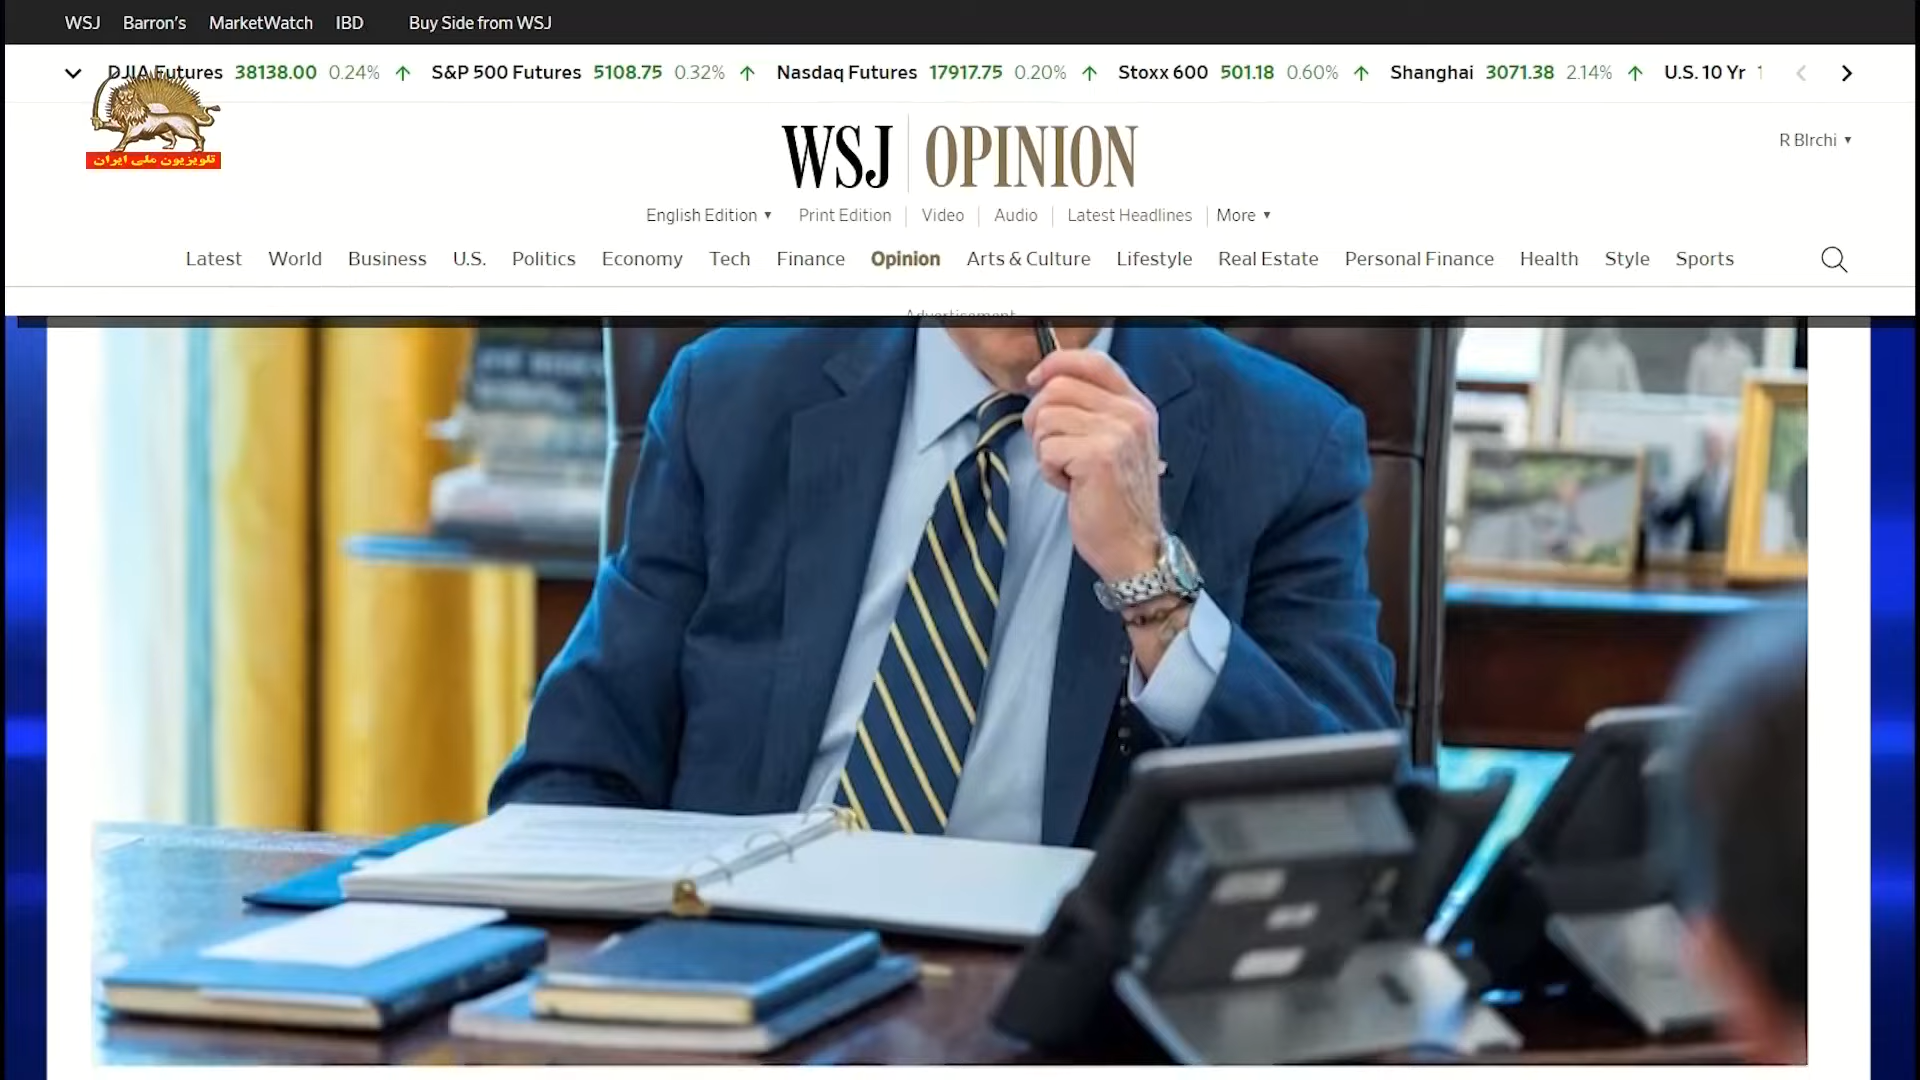 WSJ Barron's MarketWatch IBD Buy Side from WSJ
DJIA Futures 38138.00 0.24% S&P 500 Futures 5108.75 0.32% Nasdaq Futures 17917.75 0.20% Stoxx 600 501.18 0.60% Shanghai 3071.38 2.14% U.S. 10 Yr
تلویزیون ملی ایران
WSJ OPINION
R BIrchi
English Edition Print Edition Video Audio Latest Headlines More
Latest World Business U.S. Politics Economy Tech Finance Opinion Arts & Culture Lifestyle Real Estate Personal Finance Health Style Sports
Advertisement